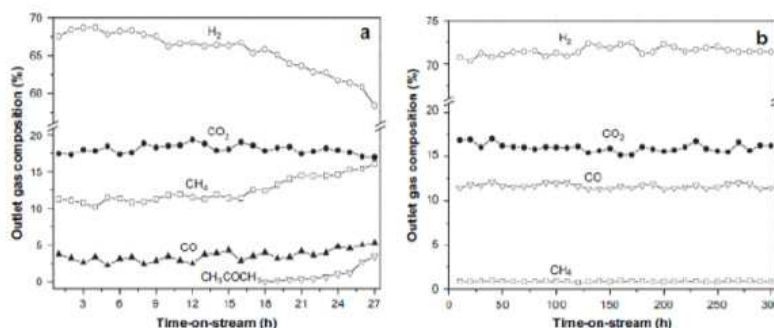 a
b
Outlet gas composition (%)
70
65
60
20
15
10
5
0
H2
CO2
CH4
CO
CH3COCH3
3 6 9 12 15 18 21 24 27
Time-on-stream (h)
Outlet gas composition (%)
75
70
20
15
10
5
0
H2
CO2
CO
CH4
0 50 100 150 200 250 300
Time-on-stream (h)